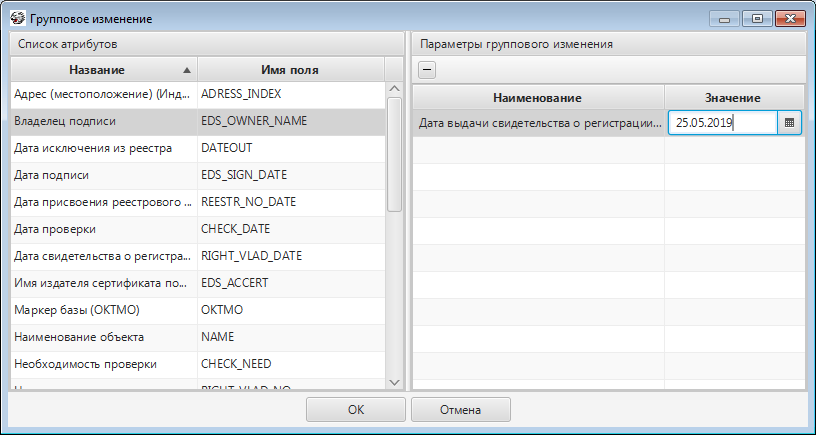 Групповое изменение
Список атрибутов
Название Имя поля
Адрес (местоположение) (Инд... ADRESS_INDEX
Владелец подписи EDS_OWNER_NAME
Дата исключения из реестра DATEOUT
Дата подписи EDS_SIGN_DATE
Дата присвоения реестрового ... REESTR_NO_DATE
Дата проверки CHECK_DATE
Дата свидетельства о регистра... RIGHT_VLAD_DATE
Имя издателя сертификата по... EDS_ACCERT
Маркер базы (ОКТМО) OKTMO
Наименование объекта NAME
Необходимость проверки CHECK_NEED
RIGHT_VLAD_NO
Параметры группового изменения
Наименование Значение
Дата выдачи свидетельства о регистрации... 25.05.2019
ОК Отмена